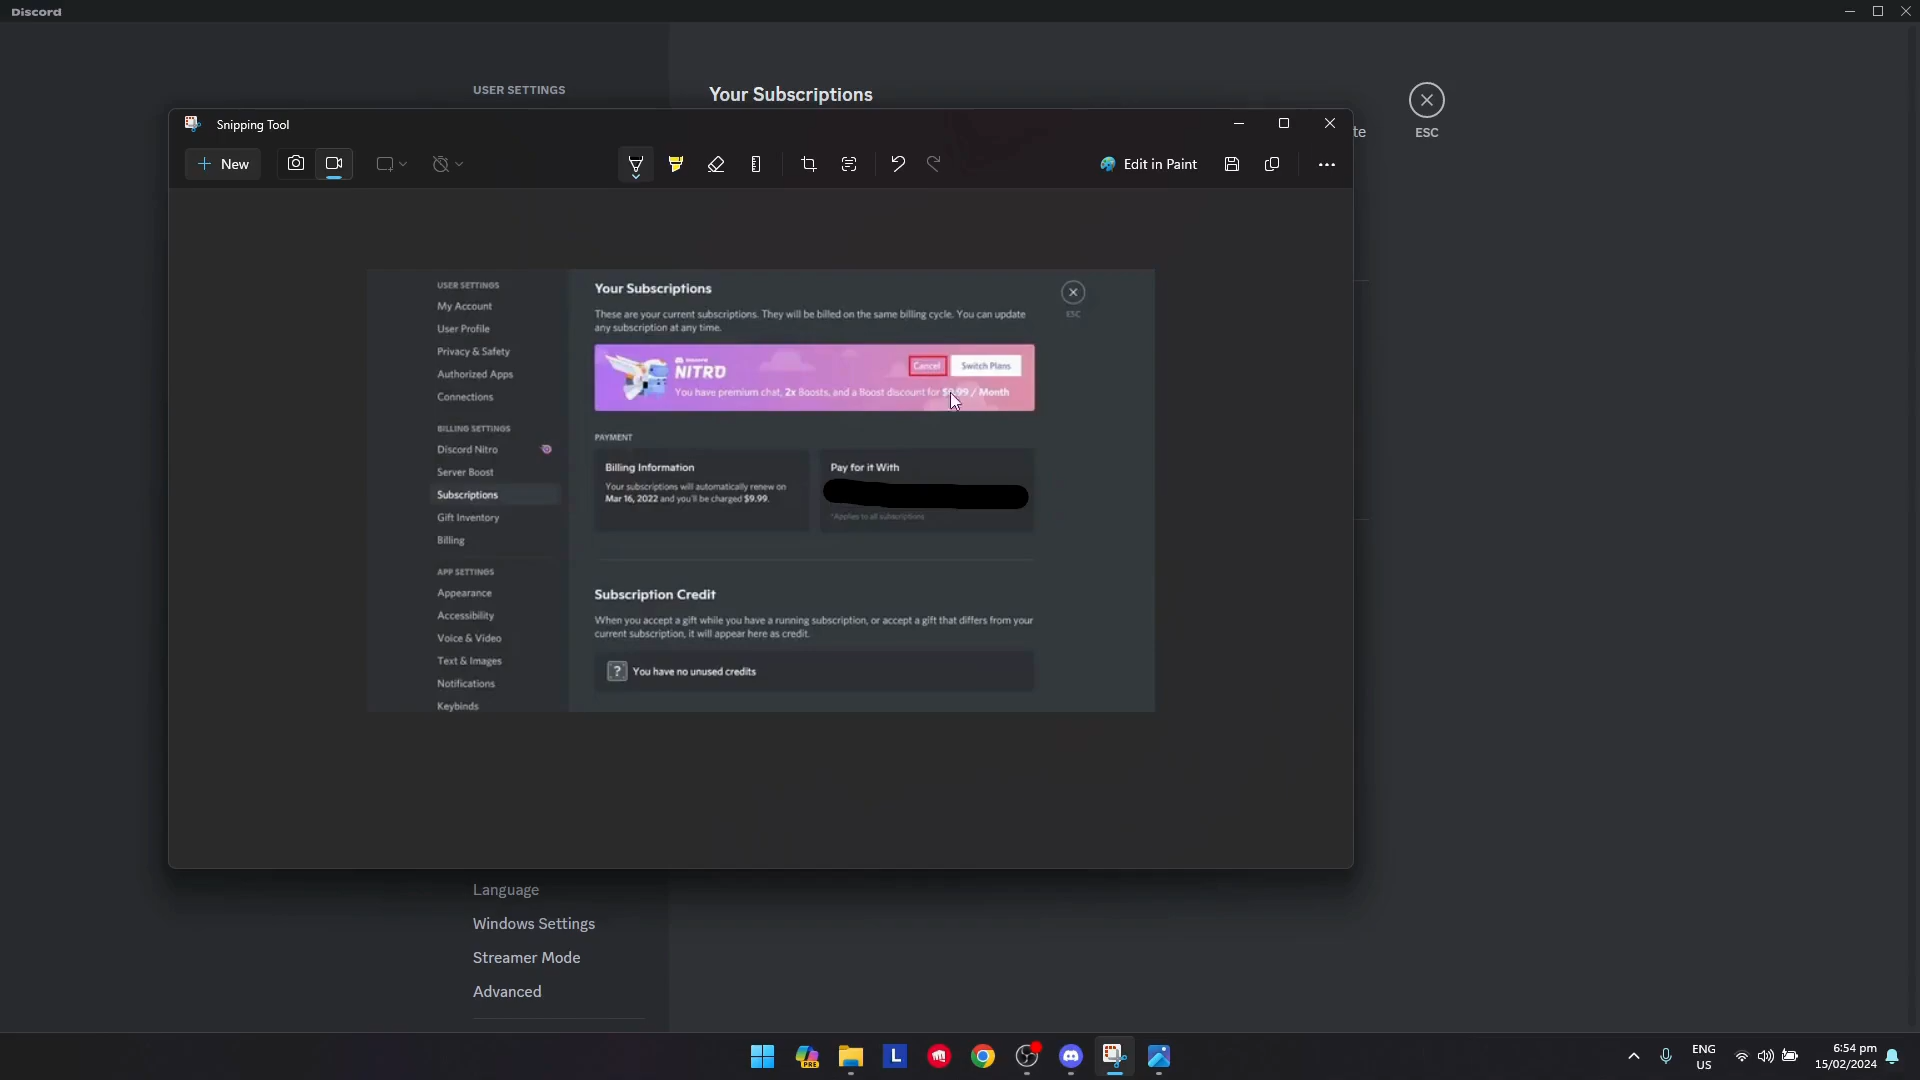 Discord
USER SETTINGS
Your Subscriptions
te
ESC
Snipping Tool
New
Edit in Paint
USER SETTINGS
My Account
User Profile
Privacy & Safety
Authorized Apps
Connections
BILLING SETTINGS
Discord Nitro
Server Boost
Subscriptions
Gift Inventory
Billing
APP SETTINGS
Appearance
Accessibility
Voice & Video
Text & Images
Notifications
Keybinds
Your Subscriptions
These are your current subscriptions. They will be billed on the same billing cycle. You can update
any subscription at any time.
ESC
NITRO
Cancel
Switch Plans
You have premium chat, 2x Boosts, and a Boost discount for / Month
PAYMENT
Billing Information
Your subscriptions will automatically renew on
Mar 16, 2022 and you'll be charged $9.99.
Pay for it With
*Applies to all subscriptions
Subscription Credit
When you accept a gift while you have a running subscription, or accept a gift that differs from your
current subscription, it will appear here as credit.
? You have no unused credits
Language
Windows Settings
Streamer Mode
Advanced
PRE
L
ENG
US
6:54 pm
15/02/2024